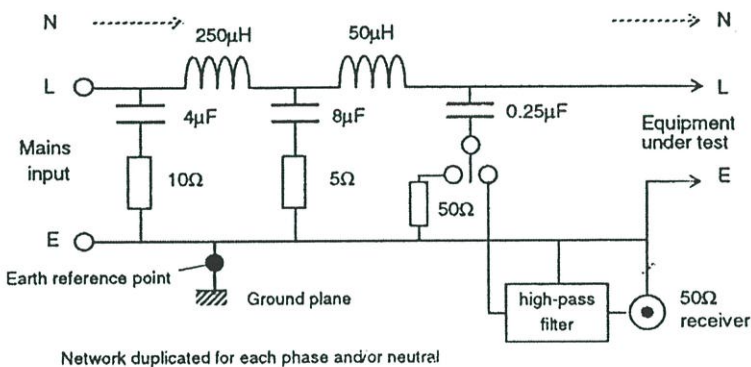 N
N
250μH
50μH
L
L
4μF
8μF
0.25μF
Mains
input
Equipment
under test
10Ω
5Ω
50Ω
E
E
Earth reference point
Ground plane
high-pass
filter
50Ω
receiver
Network duplicated for each phase and/or neutral